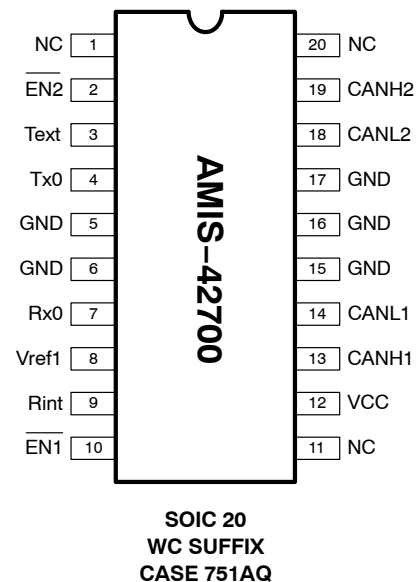 NC 1
EN2 2
Text 3
Tx0 4
GND 5
GND 6
Rx0 7
Vref1 8
Rint 9
EN1 10
AMIS−42700
20 NC
19 CANH2
18 CANL2
17 GND
16 GND
15 GND
14 CANL1
13 CANH1
12 VCC
11 NC
SOIC 20
WC SUFFIX
CASE 751AQ